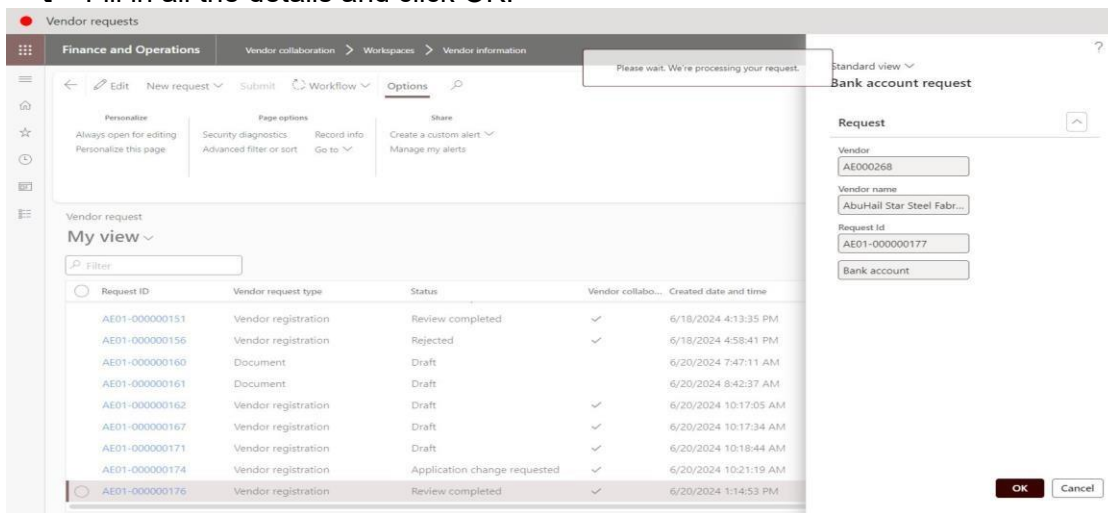 Fill in all the details and click OK.
Vendor requests
Finance and Operations
Vendor collaboration > Workspaces > Vendor information
Please wait. We're processing your request.
?
Edit New request Submit Workflow Options
Standard view
Bank account request
Personalize
Page options
Share
Always open for editing
Security diagnostics
Record info
Create a custom alert
Personalize this page
Advanced filter or sort
Go to
Manage my alerts
Request
Vendor
AE000268
Vendor name
AbuHail Star Steel Fabr...
Request Id
AE01-000000177
Bank account
Vendor request
My view
Filter
Request ID Vendor request type Status Vendor collabo... Created date and time
AE01-000000151 Vendor registration Review completed 6/18/2024 4:13:35 PM
AE01-000000156 Vendor registration Rejected 6/18/2024 4:58:41 PM
AE01-000000160 Document Draft 6/20/2024 7:47:11 AM
AE01-000000161 Document Draft 6/20/2024 8:42:37 AM
AE01-000000162 Vendor registration Draft 6/20/2024 10:17:05 AM
AE01-000000167 Vendor registration Draft 6/20/2024 10:17:34 AM
AE01-000000171 Vendor registration Draft 6/20/2024 10:18:44 AM
AE01-000000174 Vendor registration Application change requested 6/20/2024 10:21:19 AM
AE01-000000176 Vendor registration Review completed 6/20/2024 1:14:53 PM
OK Cancel